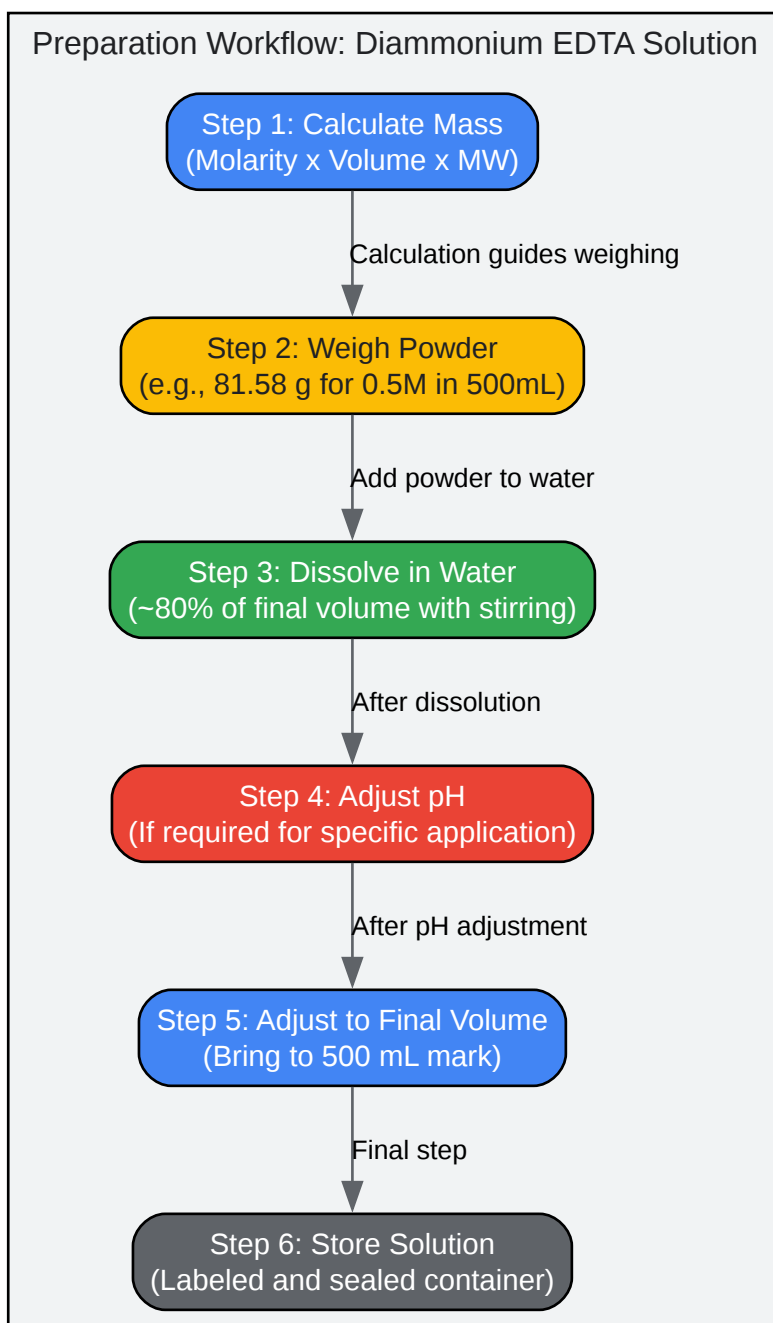 Preparation Workflow: Diammonium EDTA Solution
Step 1: Calculate Mass
(Molarity x Volume x MW)
Calculation guides weighing
Step 2: Weigh Powder
(e.g., 81.58 g for 0.5M in 500mL)
Add powder to water
Step 3: Dissolve in Water
(~80% of final volume with stirring)
After dissolution
Step 4: Adjust pH
(If required for specific application)
After pH adjustment
Step 5: Adjust to Final Volume
(Bring to 500 mL mark)
Final step
Step 6: Store Solution
(Labeled and sealed container)